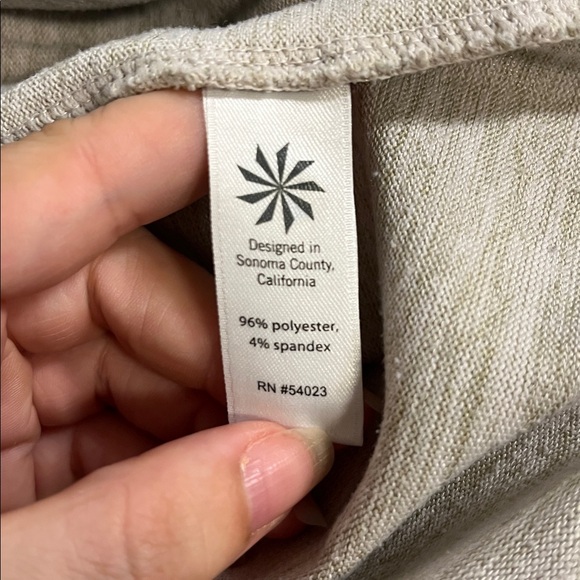 Designed in
Sonoma County,
California
96% polyester,
4% spandex
RN #54023